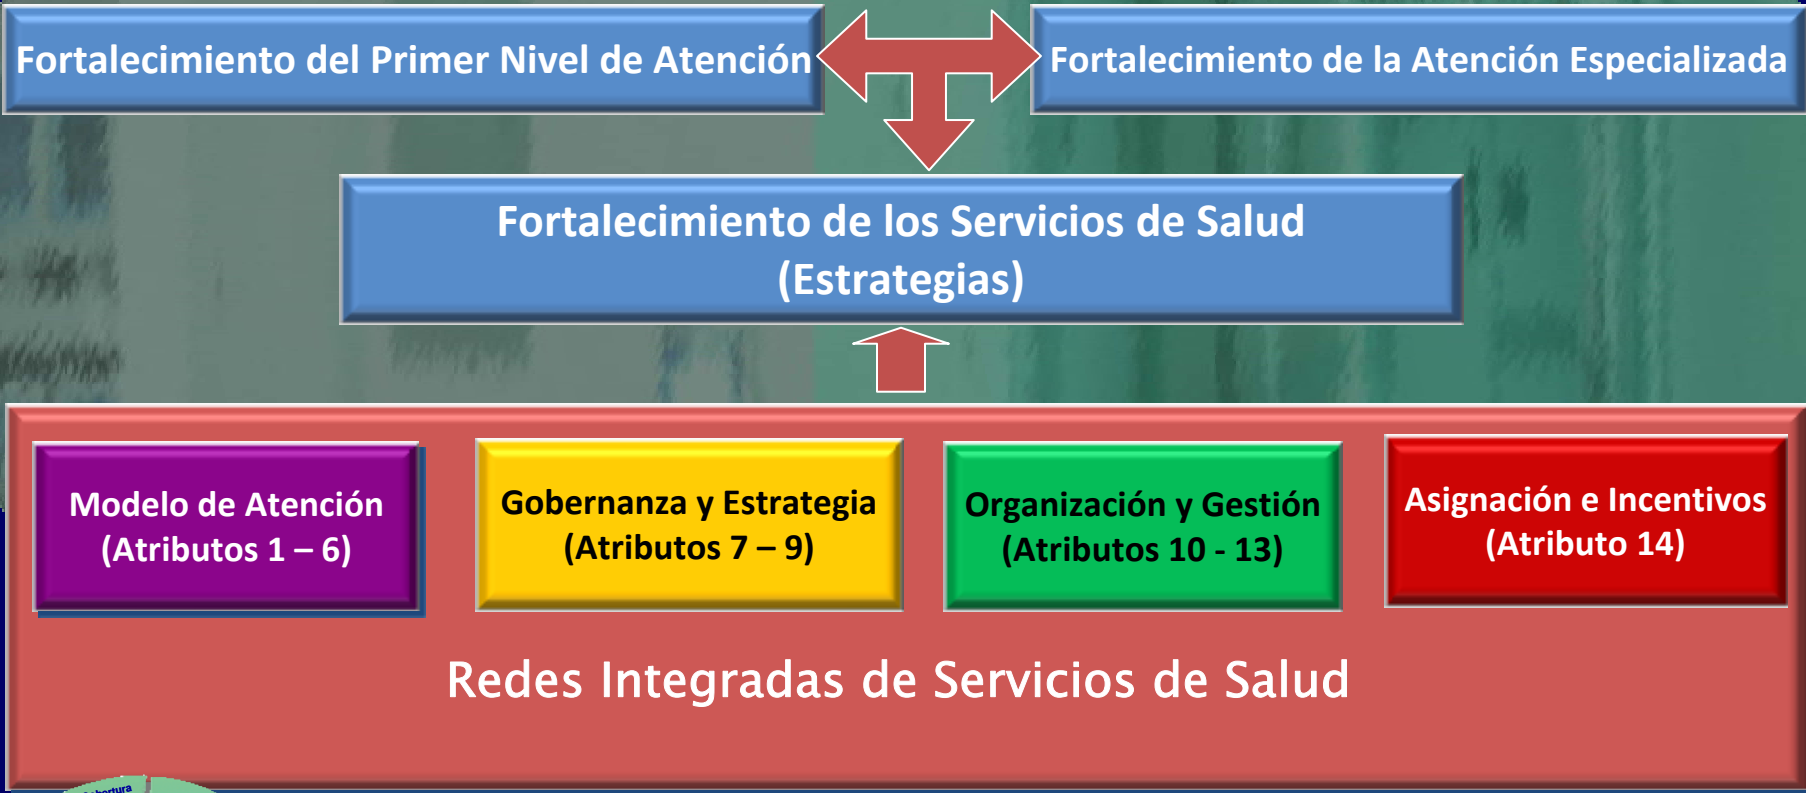 Fortalecimiento del Primer Nivel de Atención
Fortalecimiento de la Atención Especializada
Fortalecimiento de los Servicios de Salud
(Estrategias)
Modelo de Atención
(Atributos 1 – 6)
Gobernanza y Estrategia
(Atributos 7 – 9)
Organización y Gestión
(Atributos 10 - 13)
Asignación e Incentivos
(Atributo 14)
Redes Integradas de Servicios de Salud